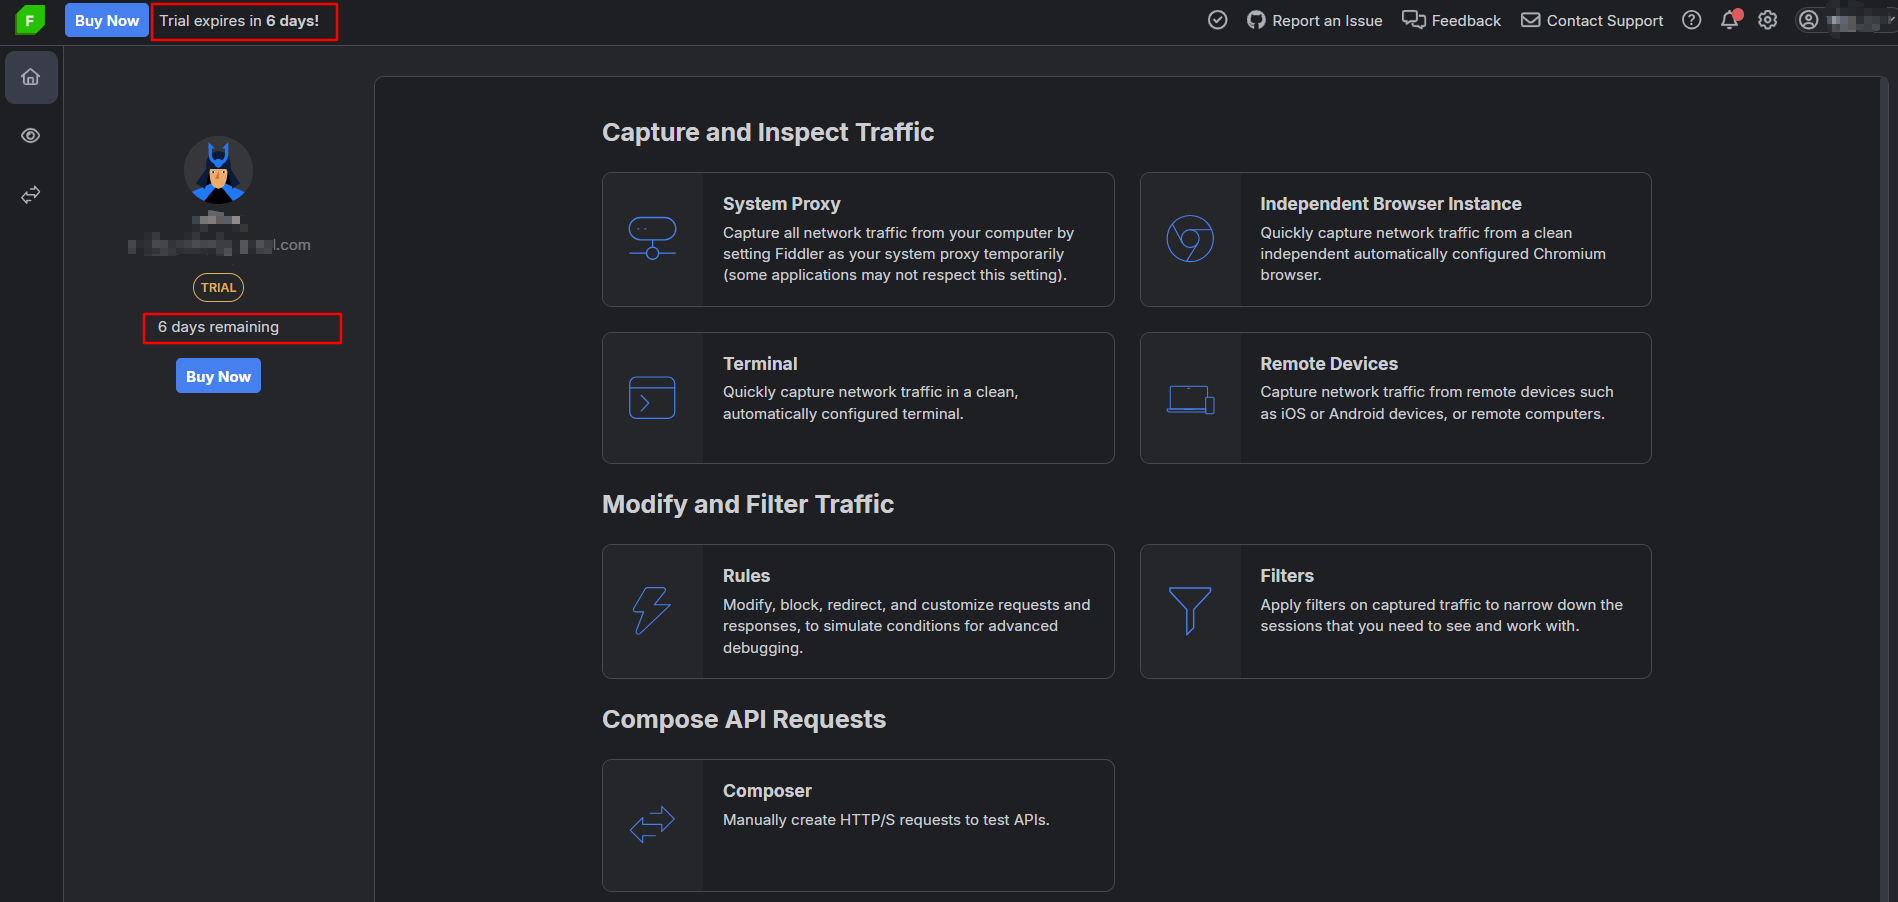 F
Buy Now
Trial expires in 6 days!
Report an Issue
Feedback
Contact Support
l.com
TRIAL
6 days remaining
Buy Now
Capture and Inspect Traffic
System Proxy
Capture all network traffic from your computer by
setting Fiddler as your system proxy temporarily
(some applications may not respect this setting).
Independent Browser Instance
Quickly capture network traffic from a clean
independent automatically configured Chromium
browser.
Terminal
Quickly capture network traffic in a clean,
automatically configured terminal.
Remote Devices
Capture network traffic from remote devices such
as iOS or Android devices, or remote computers.
Modify and Filter Traffic
Rules
Modify, block, redirect, and customize requests and
responses, to simulate conditions for advanced
debugging.
Filters
Apply filters on captured traffic to narrow down the
sessions that you need to see and work with.
Compose API Requests
Composer
Manually create HTTP/S requests to test APIs.